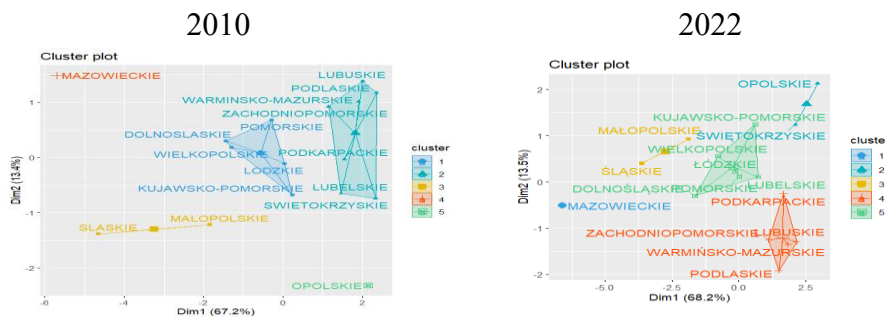 2010
Cluster plot
MAZOWIECKIE
LUBUSKIE
PODLASKIE
WARMINSKO-MAZURSKIE
ZACHODNIOPOMORSKIE
POMORSKIE
DOLNOSLASKIE
WIELKOPOLSKIE
PODKARPACKIE
LODZKIE
KUJAWSKO-POMORSKIE
LUBELSKIE
SWIETOKRZYSKIE
MALOPOLSKIE
SLASKIE
OPOLSKIE
1
0
-1
-2
Dim2 (13.4%)
-6 -4 -2 0 2
Dim1 (67.2%)
cluster
1
2
3
4
5
2022
Cluster plot
OPOLSKIE
KUJAWSKO-POMORSKIE
MAŁOPOLSKIE
ŚWIĘTOKRZYSKIE
WIELKOPOLSKIE
ŁÓDZKIE
ŚLĄSKIE
DOLNOŚLĄSKIE
POMORSKIE
LUBELSKIE
MAZOWIECKIE
PODKARPACKIE
ZACHODNIOPOMORSKIE
LUBUSKIE
WARMIŃSKO-MAZURSKIE
PODLASKIE
2
1
0
-1
-2
Dim2 (13.5%)
-5.0 -2.5 0.0 2.5
Dim1 (68.2%)
cluster
1
2
3
4
5